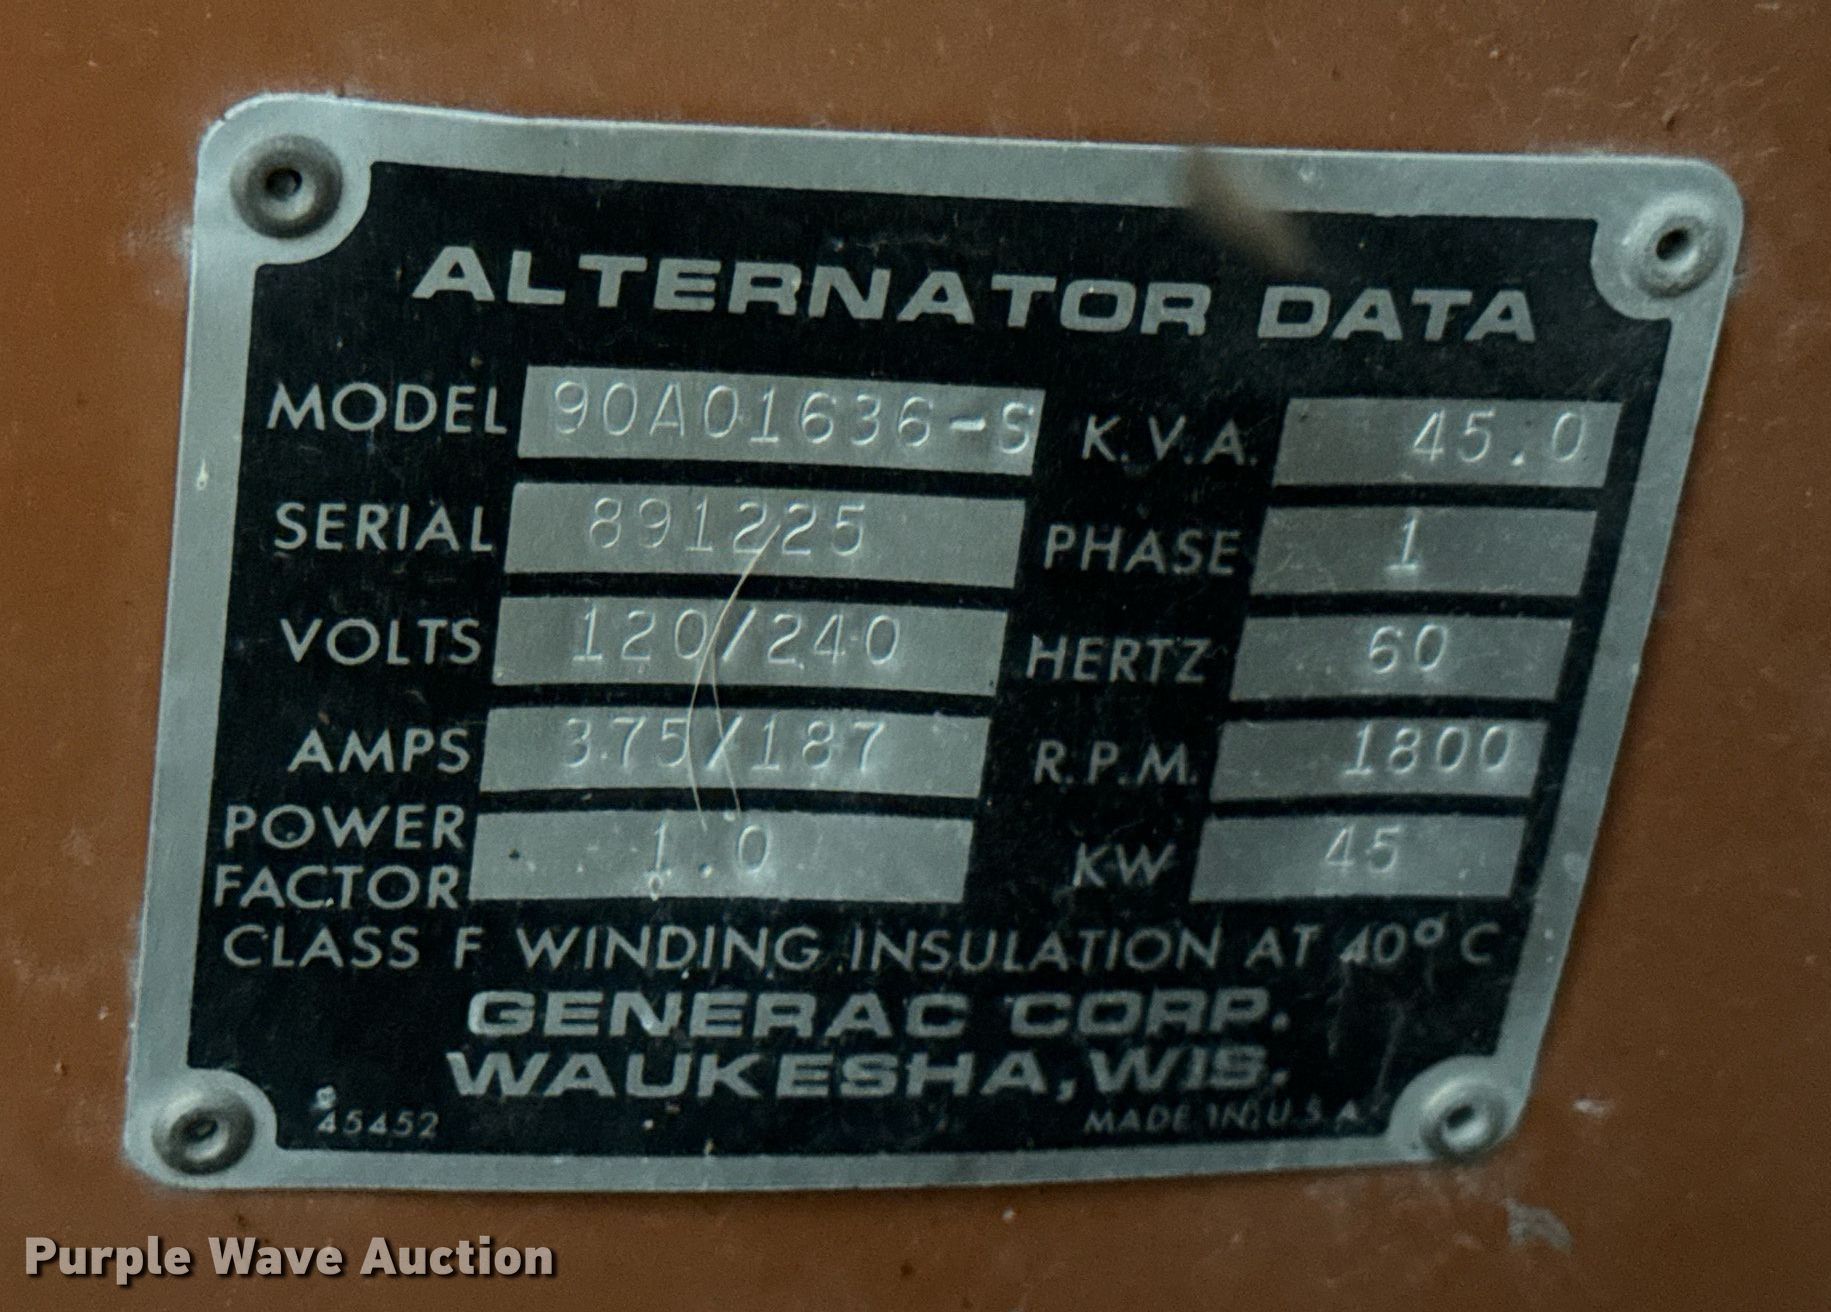 ALTERNATOR DATA
MODEL 90A01636-S K.V.A. 45.0
SERIAL 891225 PHASE 1
VOLTS 120/240 HERTZ 60
AMPS 375/187 R.P.M. 1800
POWER FACTOR 1.0 KW 45
CLASS F WINDING INSULATION AT 40° C
GENERAC CORP.
WAUKESHA, WIS.
45452 MADE IN U.S.A.
Purple Wave Auction